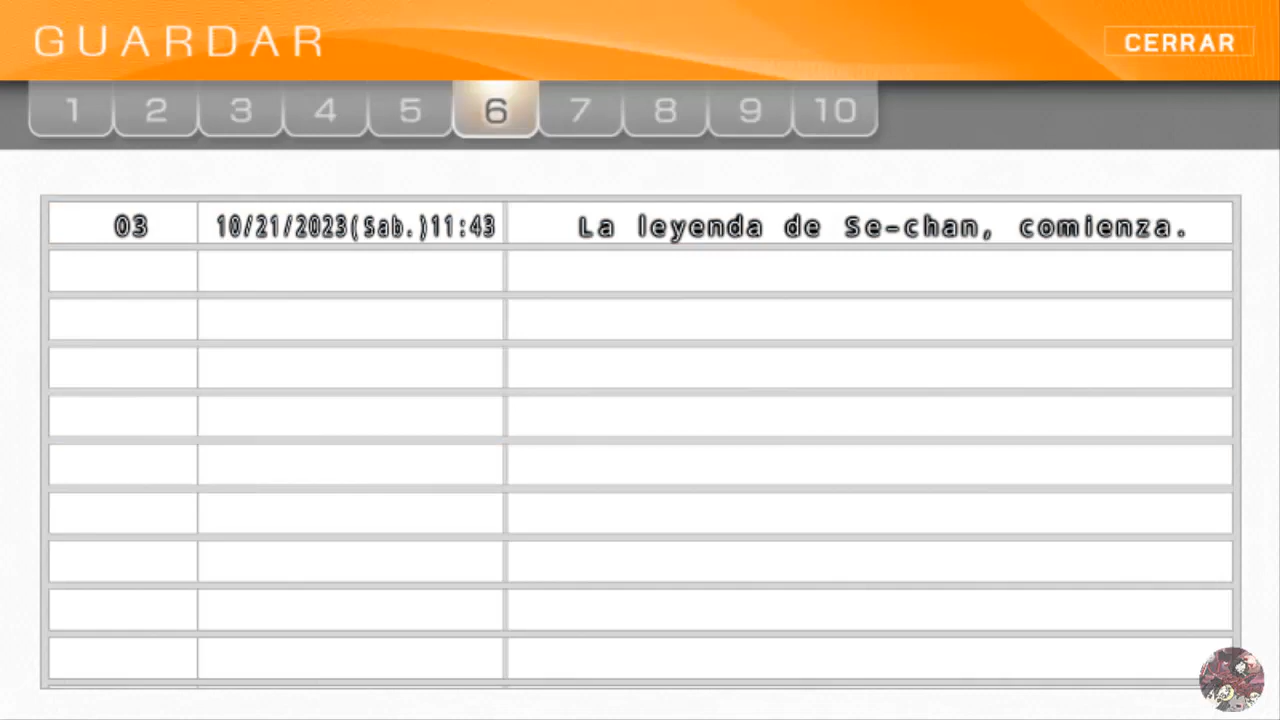 GUARDAR
CERRAR
1 2 3 4 5 6 7 8 9 10
03 10/21/2023(Sab.)11:43 La leyenda de Se-chan, comienza.